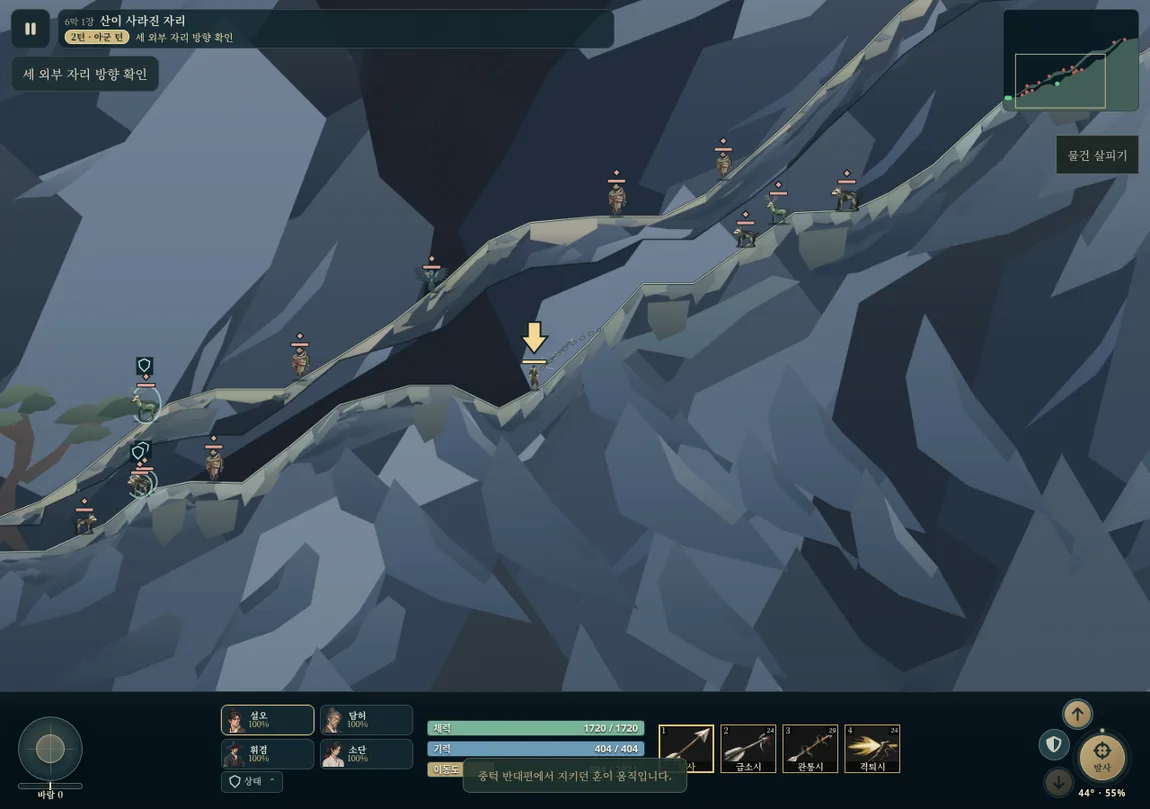 6막 1장 산이 사라진 자리
2턴 · 아군 턴 세 외부 자리 방향 확인
세 외부 자리 방향 확인
물건 살피기
설오
100%
담허
100%
휘겸
100%
소단
100%
상태
체력 1720 / 1720
기력 404 / 404
이동도
중턱 반대편에서 지키던 혼이 움직입니다.
1
사
2 24
금소시
3 29
관통시
4 24
격퇴시
발사
44° · 55%
바람 0